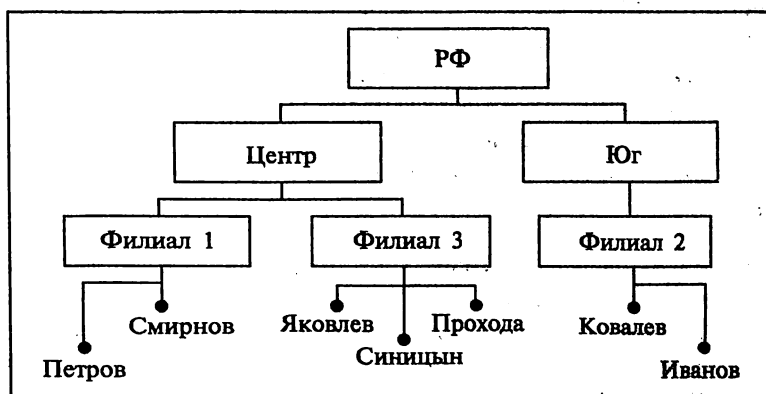 РФ
Центр
Юг
Филиал 1
Филиал 3
Филиал 2
Смирнов
Яковлев
Прохода
Ковалев
Петров
Синицын
Иванов